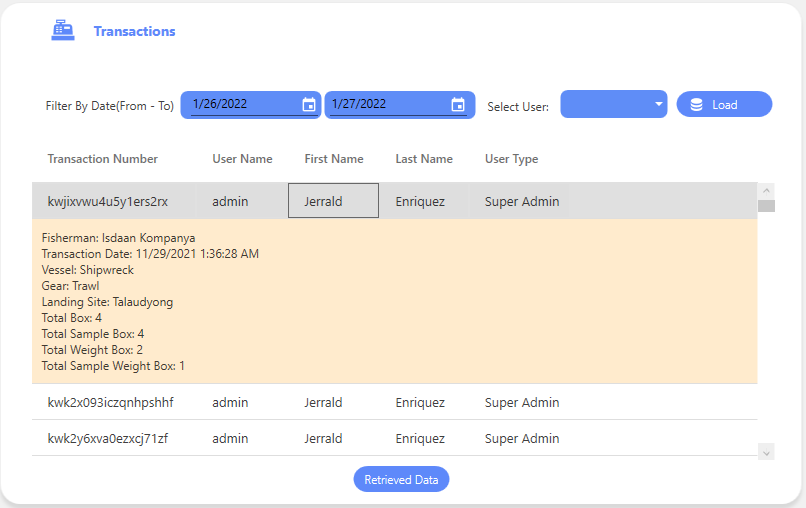 Transactions
Filter By Date(From - To) 1/26/2022 1/27/2022 Select User: Load
Transaction Number User Name First Name Last Name User Type
kwjixvwu4u5y1ers2rx admin Jerrald Enriquez Super Admin
Fisherman: Isdaan Kompanya
Transaction Date: 11/29/2021 1:36:28 AM
Vessel: Shipwreck
Gear: Trawl
Landing Site: Talaudyong
Total Box: 4
Total Sample Box: 4
Total Weight Box: 2
Total Sample Weight Box: 1
kwk2x093iczqnhpshhf admin Jerrald Enriquez Super Admin
kwk2y6xva0ezxcj71zf admin Jerrald Enriquez Super Admin
Retrieved Data